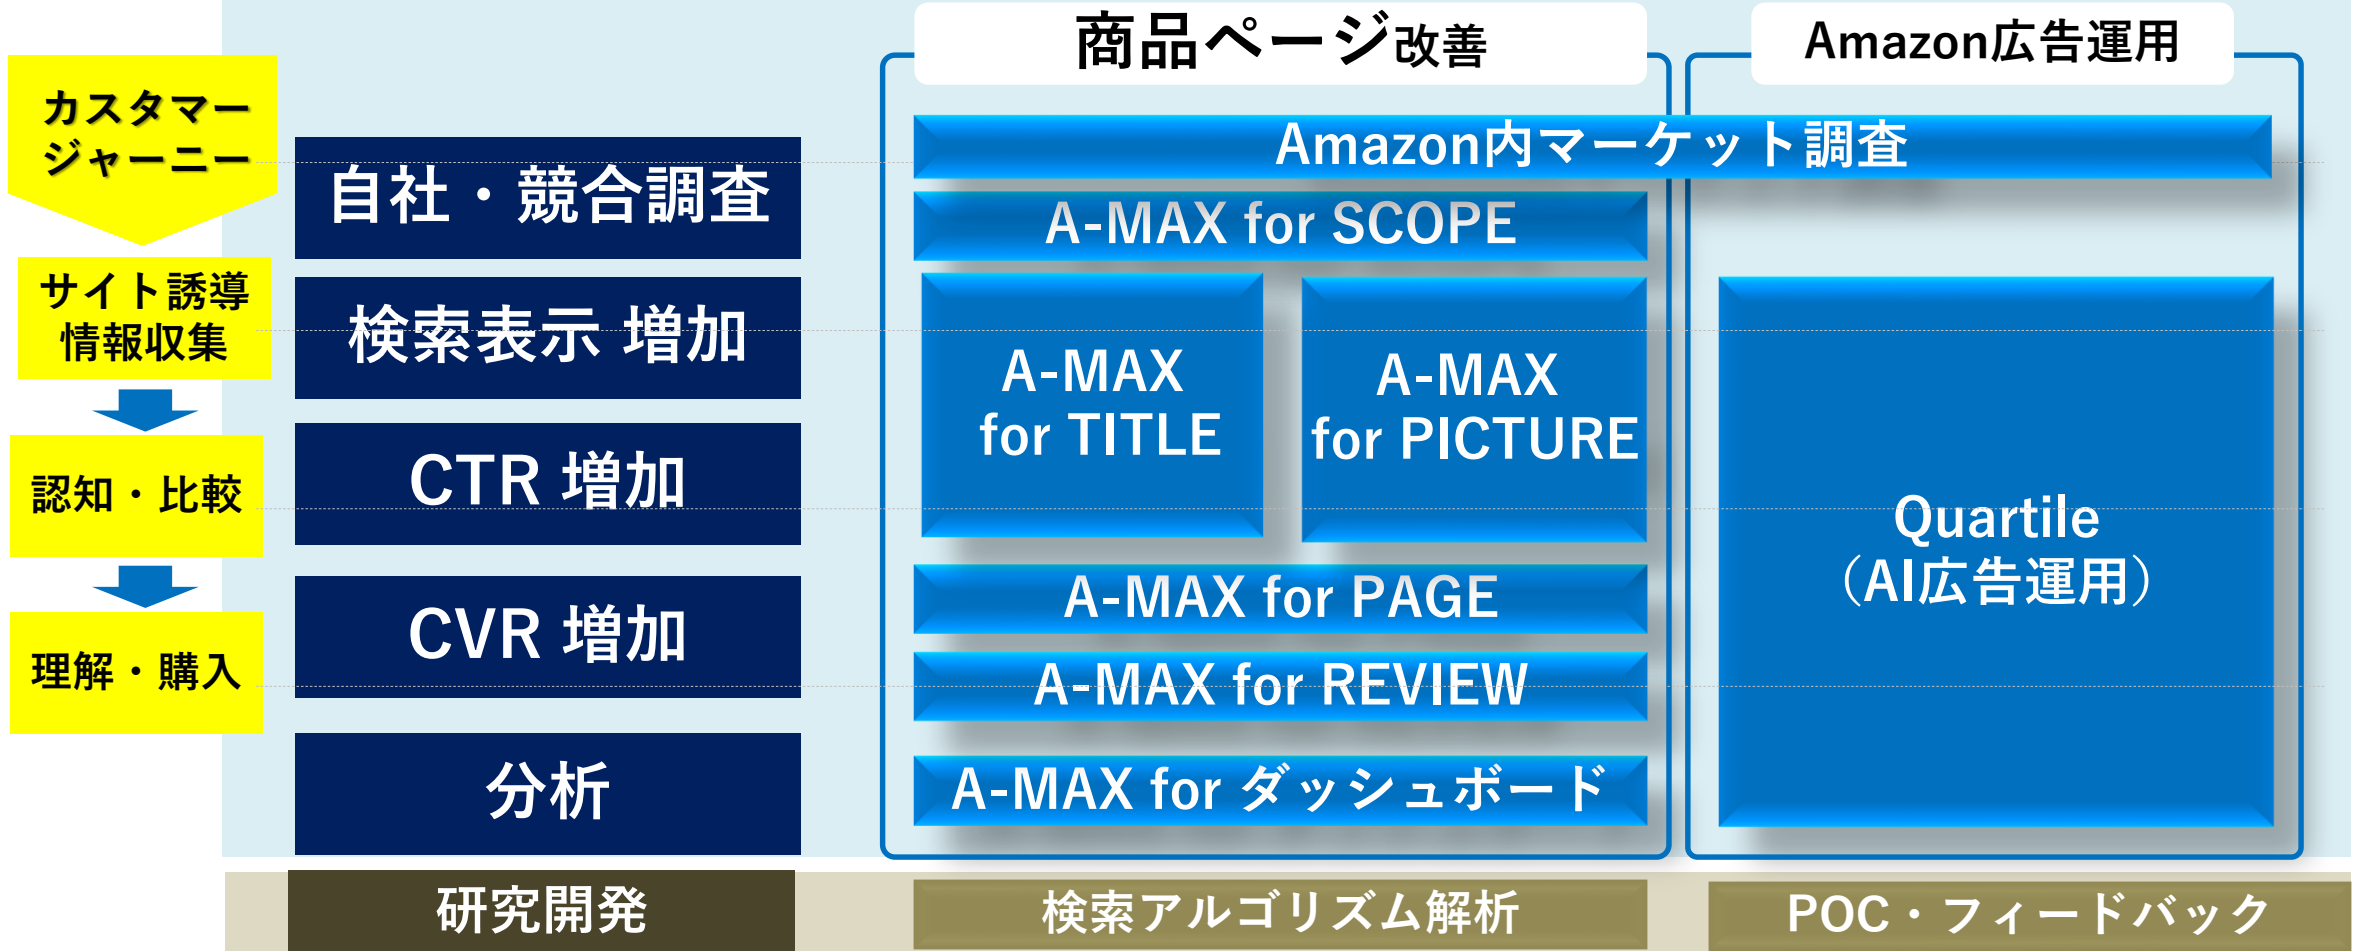 商品ページ改善
Amazon広告運用
カスタマー
ジャーニー
Amazon内マーケット調査
自社・競合調査
A-MAX for SCOPE
サイト誘導
情報収集
検索表示 増加
A-MAX
for TITLE
A-MAX
for PICTURE
認知・比較
CTR 増加
Quartile
（AI広告運用）
A-MAX for PAGE
CVR 増加
理解・購入
A-MAX for REVIEW
分析
A-MAX for ダッシュボード
研究開発
検索アルゴリズム解析
POC・フィードバック